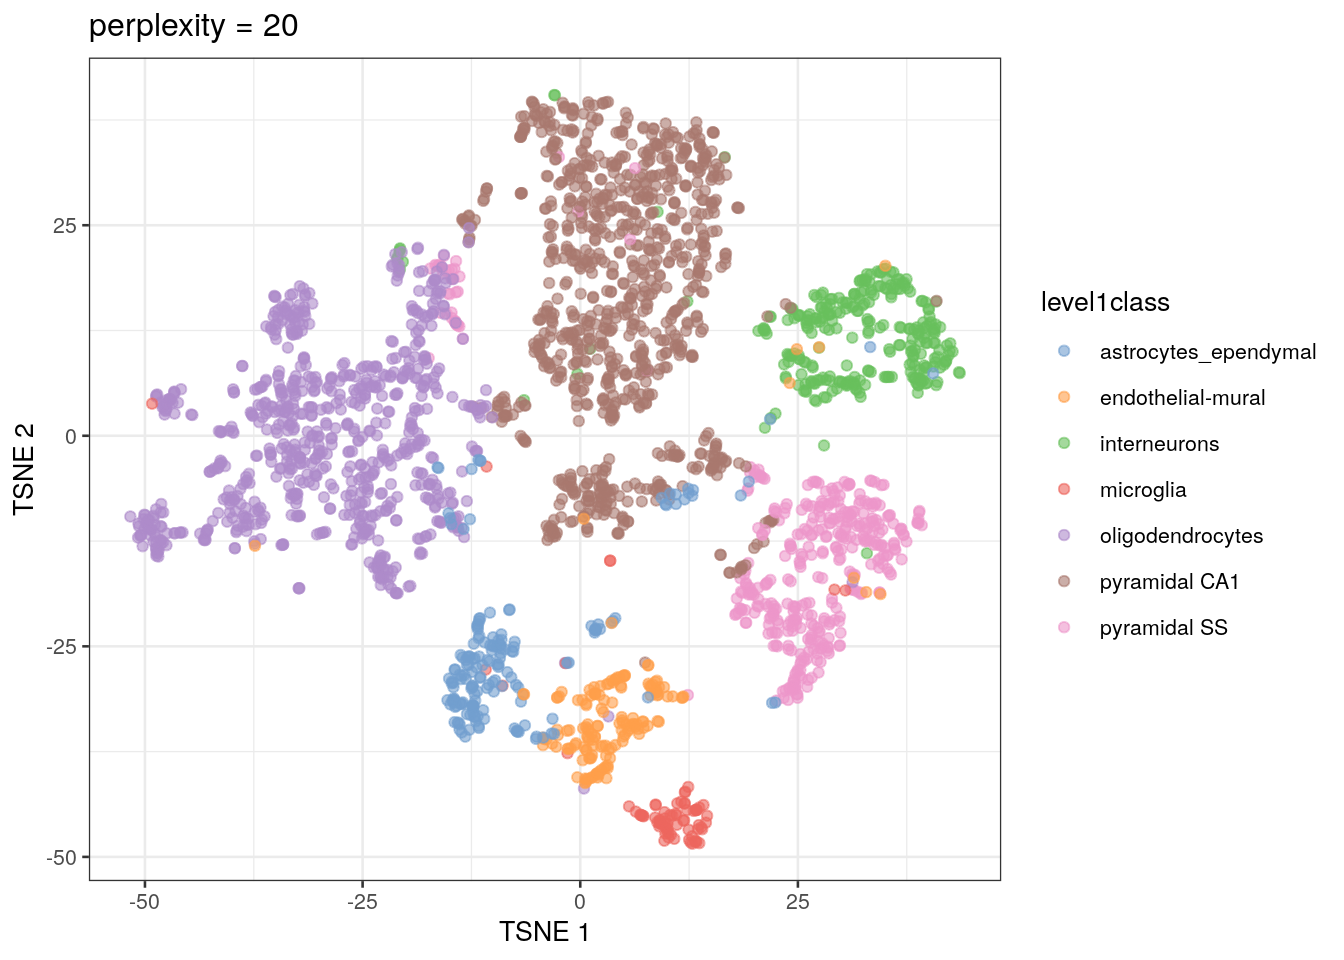 perplexity = 20
TSNE 2
25
0
-25
-50
-50
-25
0
25
TSNE 1
level1class
astrocytes_ependymal
endothelial-mural
interneurons
microglia
oligodendrocytes
pyramidal CA1
pyramidal SS